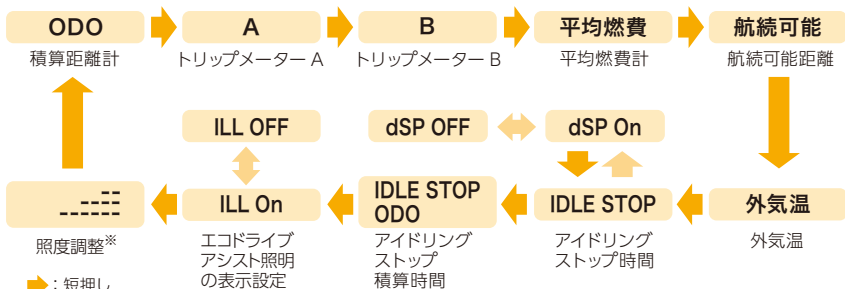 ODO
A
B
平均燃費
航続可能
積算距離計
トリップメーター A
トリップメーター B
平均燃費計
航続可能距離
ILL OFF
dSP OFF
dSP On
ILL On
IDLE STOP
ODO
IDLE STOP
外気温
照度調整※
エコドライブ
アシスト照明
の表示設定
アイドリング
ストップ
積算時間
アイドリング
ストップ時間
外気温
：短押し